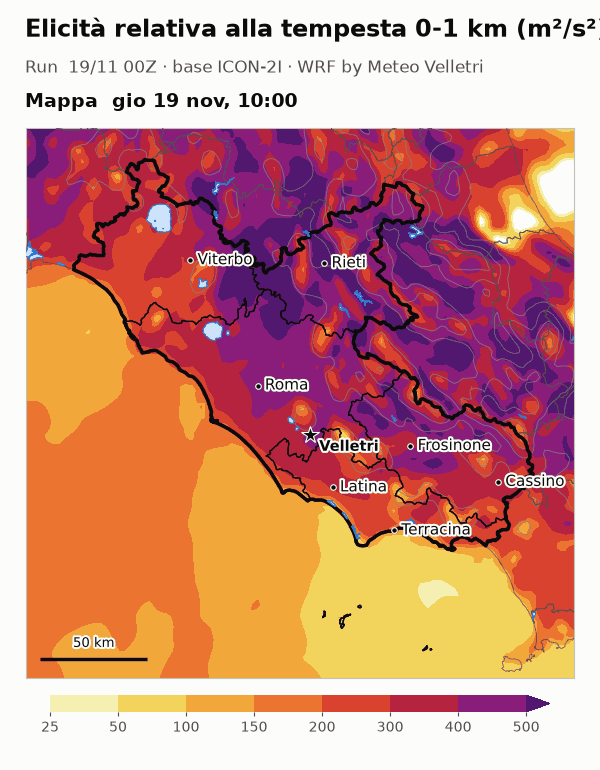 Elicità relativa alla tempesta 0-1 km (m²/s²)
Run 19/11 00Z · base ICON-2I · WRF by Meteo Velletri
Mappa gio 19 nov, 10:00
Viterbo
Rieti
Roma
Velletri
Frosinone
Latina
Cassino
Terracina
50 km
25 50 100 150 200 300 400 500